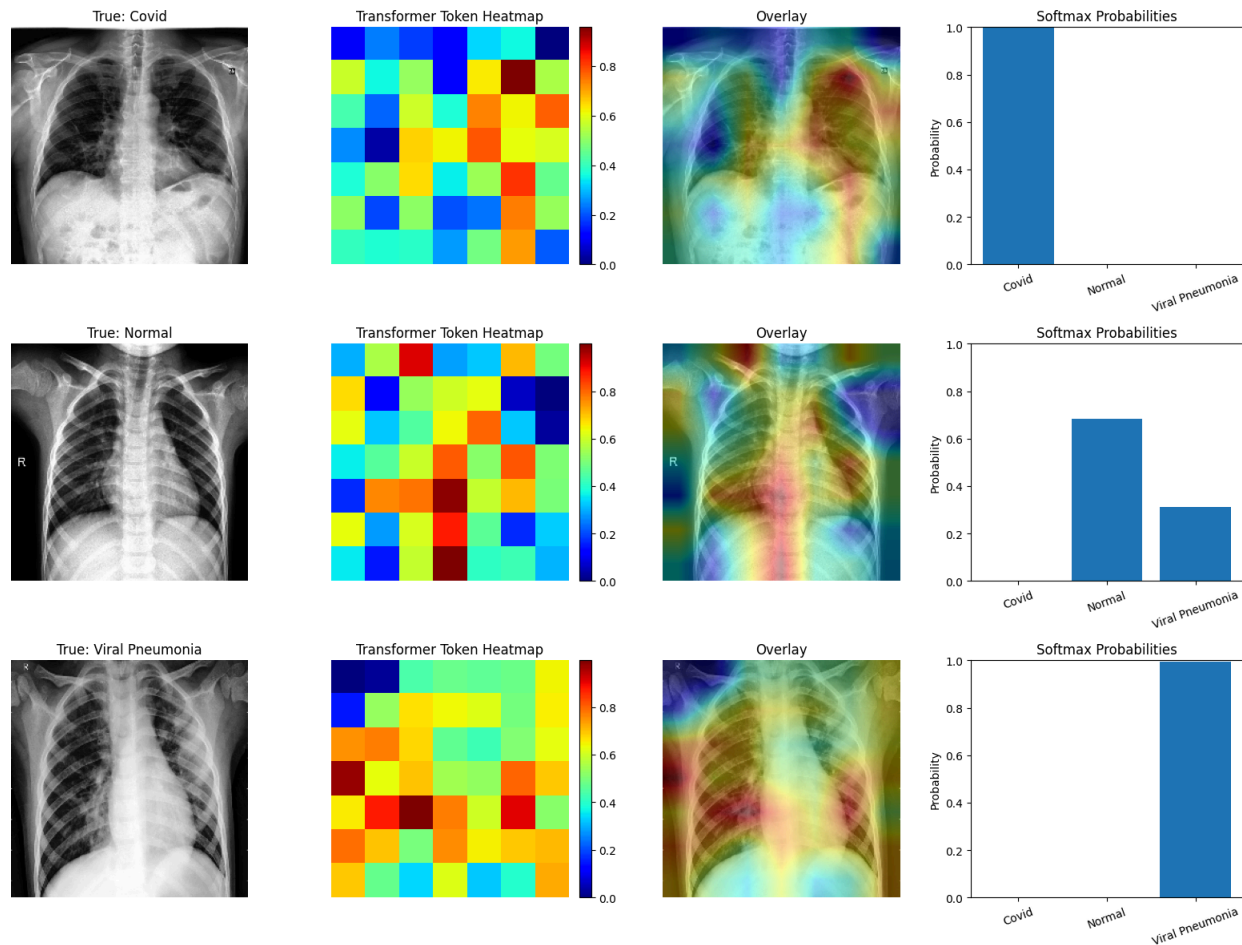 True: Covid
Transformer Token Heatmap
Overlay
Softmax Probabilities
0.8
0.6
0.4
0.2
0.0
Probability
1.0
0.8
0.6
0.4
0.2
0.0
Covid
Normal
Viral Pneumonia
True: Normal
Transformer Token Heatmap
Overlay
Softmax Probabilities
R
0.8
0.6
0.4
0.2
0.0
R
Probability
1.0
0.8
0.6
0.4
0.2
0.0
Covid
Normal
Viral Pneumonia
True: Viral Pneumonia
Transformer Token Heatmap
Overlay
Softmax Probabilities
R
0.8
0.6
0.4
0.2
0.0
R
Probability
1.0
0.8
0.6
0.4
0.2
0.0
Covid
Normal
Viral Pneumonia